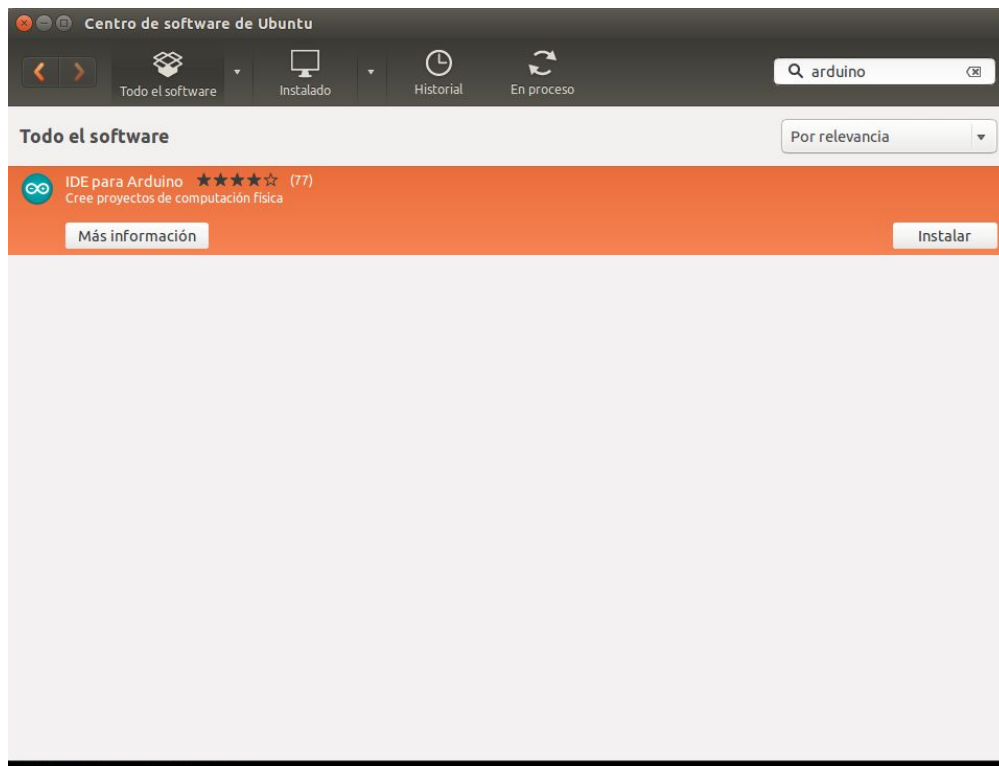 Centro de software de Ubuntu
Todo el software
Instalado
Historial
En proceso
arduino
Todo el software
Por relevancia
IDE para Arduino (77)
Cree proyectos de computación física
Más información
Instalar